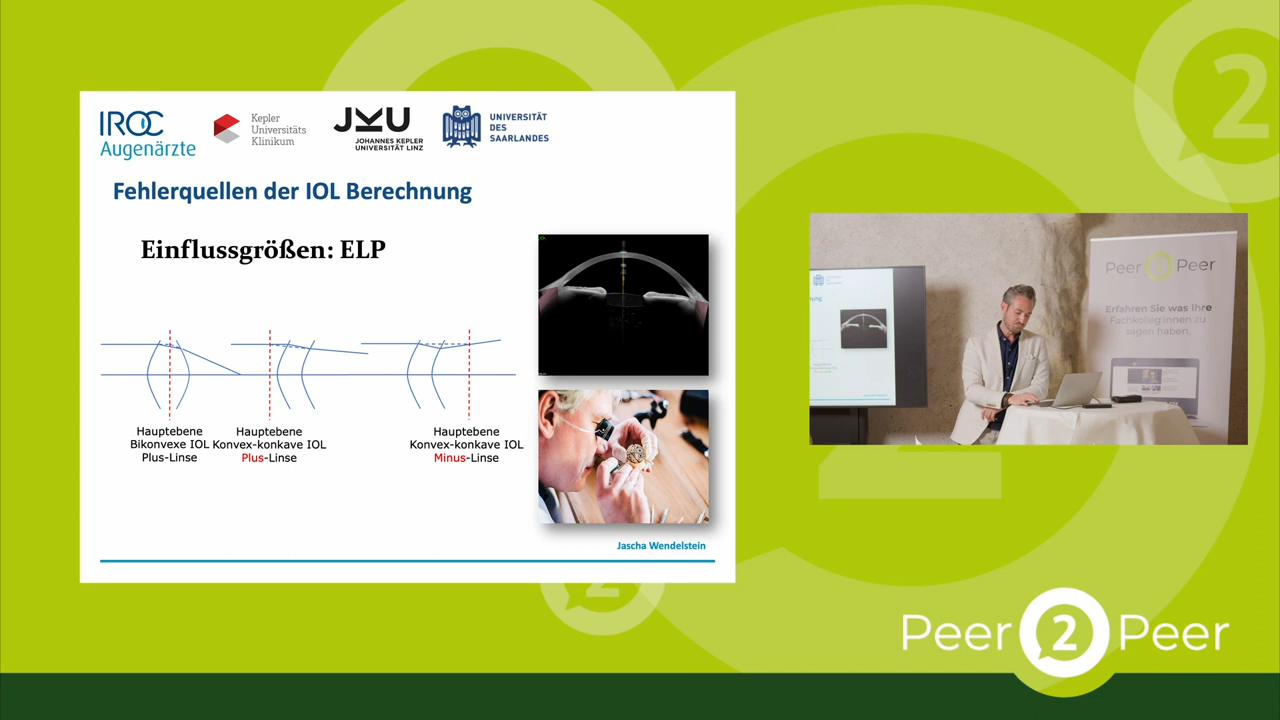 IROC
Augenärzte
Kepler
Universitäts
Klinikum
JKU
JOHANNES KEPLER
UNIVERSITÄT LINZ
UNIVERSITÄT
DES
SAARLANDES
Fehlerquellen der IOL Berechnung
Einflussgrößen: ELP
Hauptebene
Bikonvexe IOL
Plus-Linse
Hauptebene
Konvex-konkave IOL
Plus-Linse
Hauptebene
Konvex-konkave IOL
Minus-Linse
Jascha Wendelstein
Peer 2 Peer
Erfahren Sie was Ihre
Fachkolleg:innen zu
sagen haben.
2
2
Peer 2 Peer